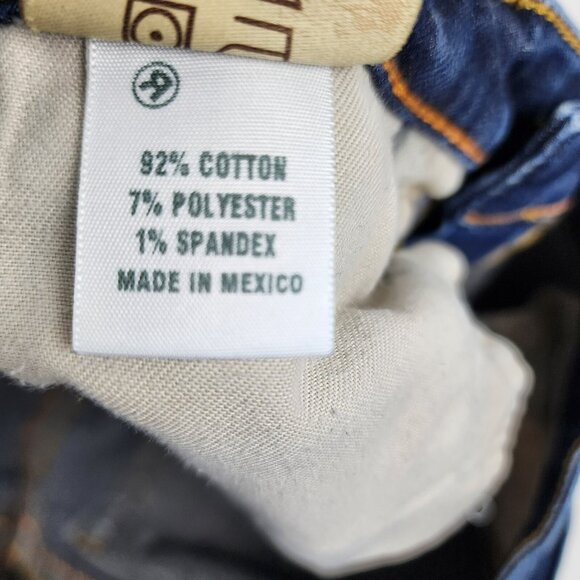 92% COTTON
7% POLYESTER
1% SPANDEX
MADE IN MEXICO